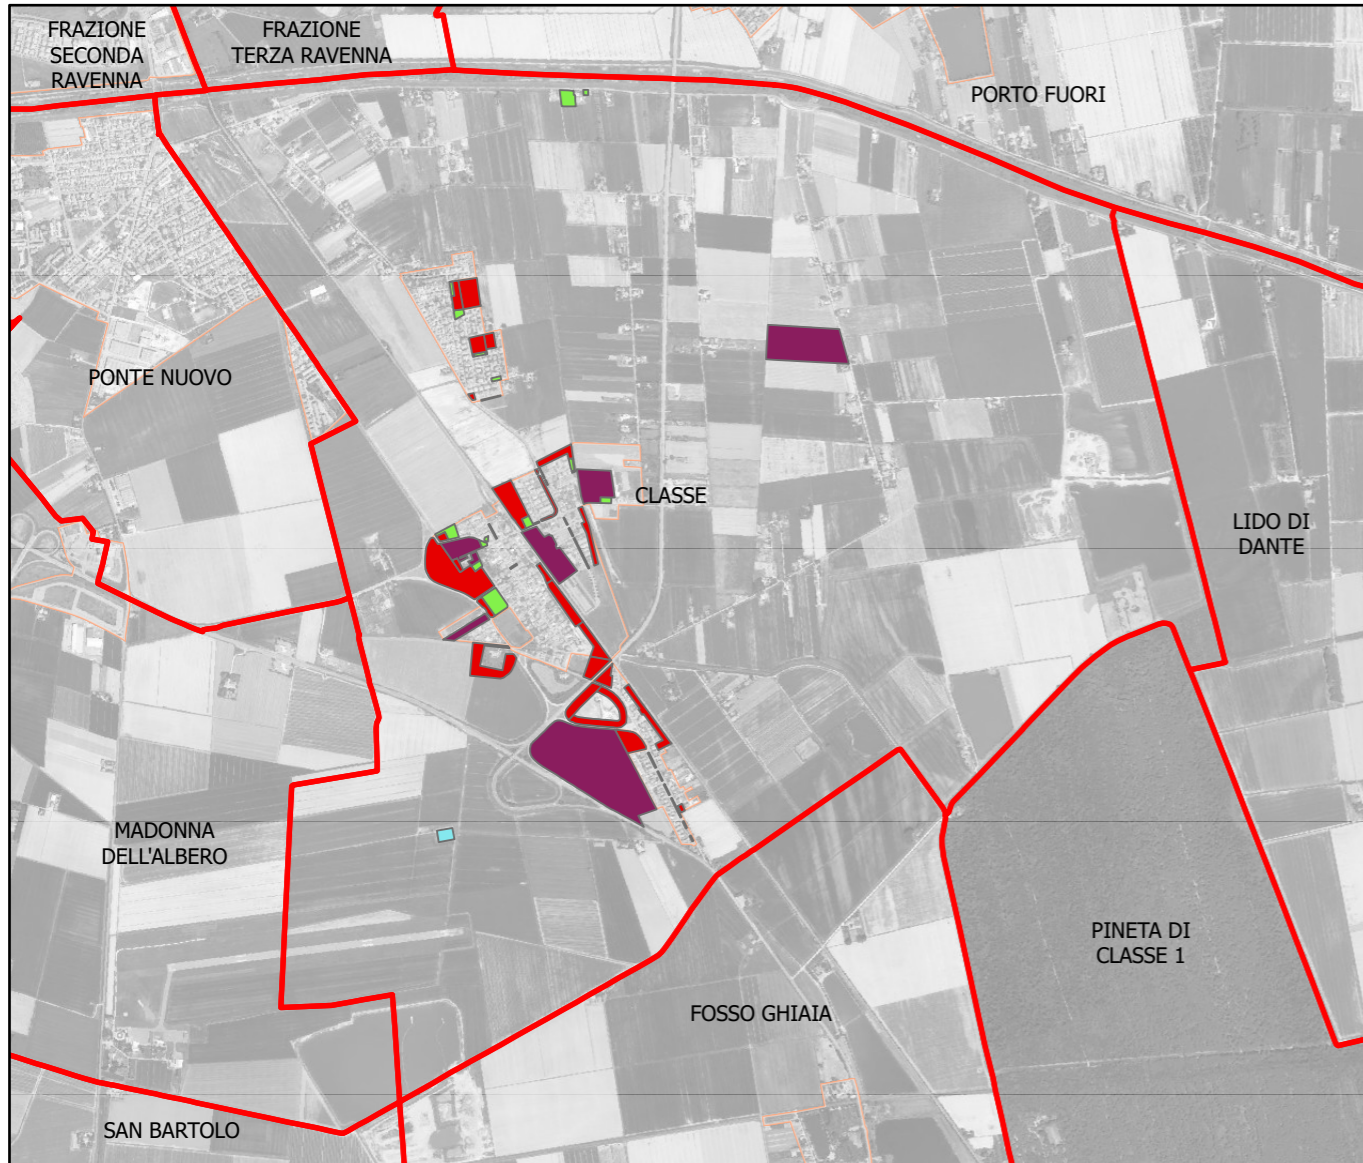 FRAZIONE
SECONDA
RAVENNA
FRAZIONE
TERZA RAVENNA
PORTO FUORI
PONTE NUOVO
CLASSE
LIDO DI
DANTE
MADONNA
DELL'ALBERO
PINETA DI
CLASSE 1
FOSSO GHIAIA
SAN BARTOLO